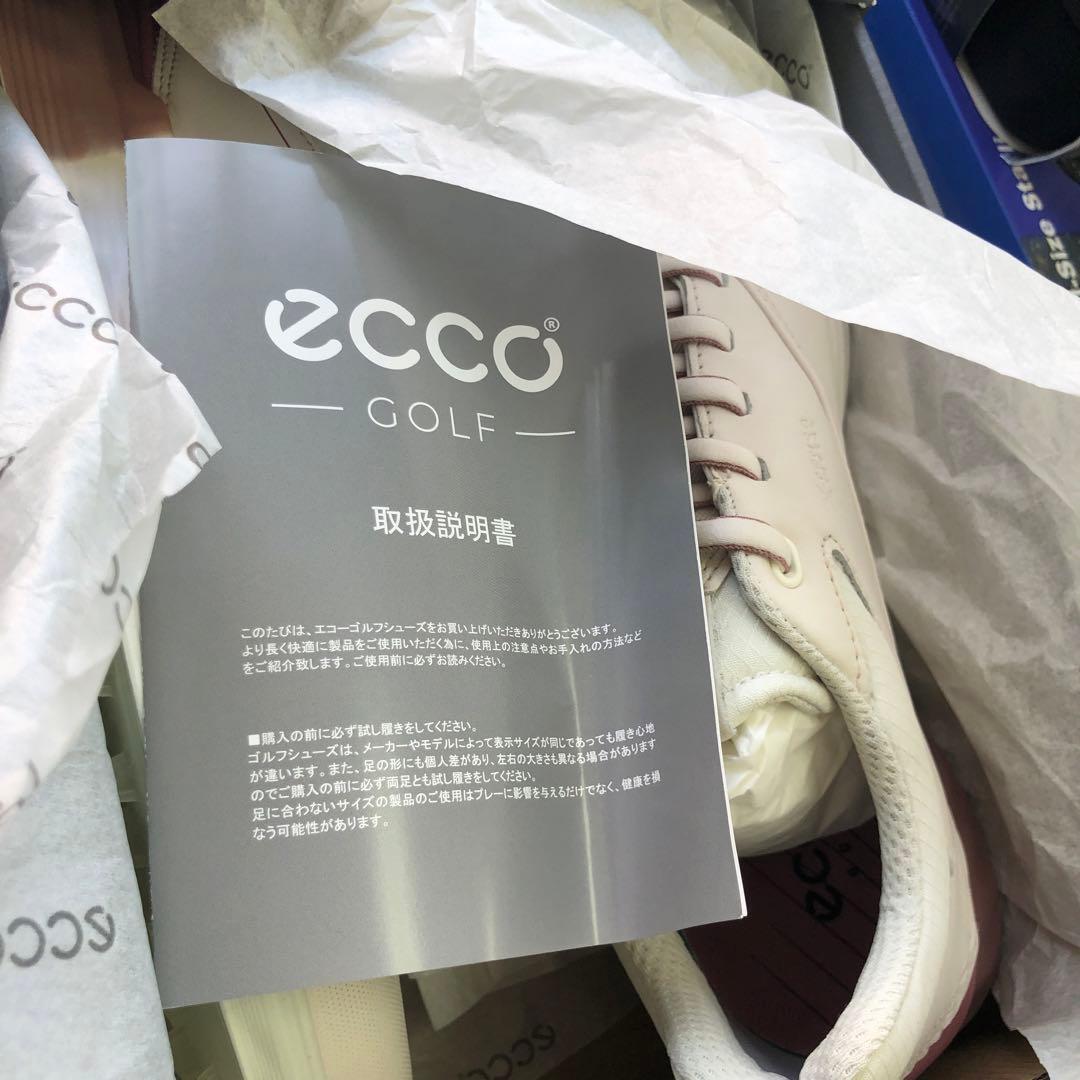 ecco®
GOLF
取扱説明書
このたびは、エコーゴルフシューズをお買い上げいただきありがとうございます。
より長く快適に製品をご使用いただく為に、使用上の注意点やお手入れの方法など
をご紹介致します。ご使用前に必ずお読みください。
■購入の前に必ず試し履きをしてください。
ゴルフシューズは、メーカーやモデルによって表示サイズが同じであっても履き心地
が違います。また、足の形にも個人差があり、左右の大きさも異なる場合があります
のでご購入の前に必ず両足とも試し履きをしてください。
足に合わないサイズの製品のご使用はプレーに影響を与えるだけでなく、健康を損
なう可能性があります。
ecco
ecco
ecco
ecco
ecco
Size